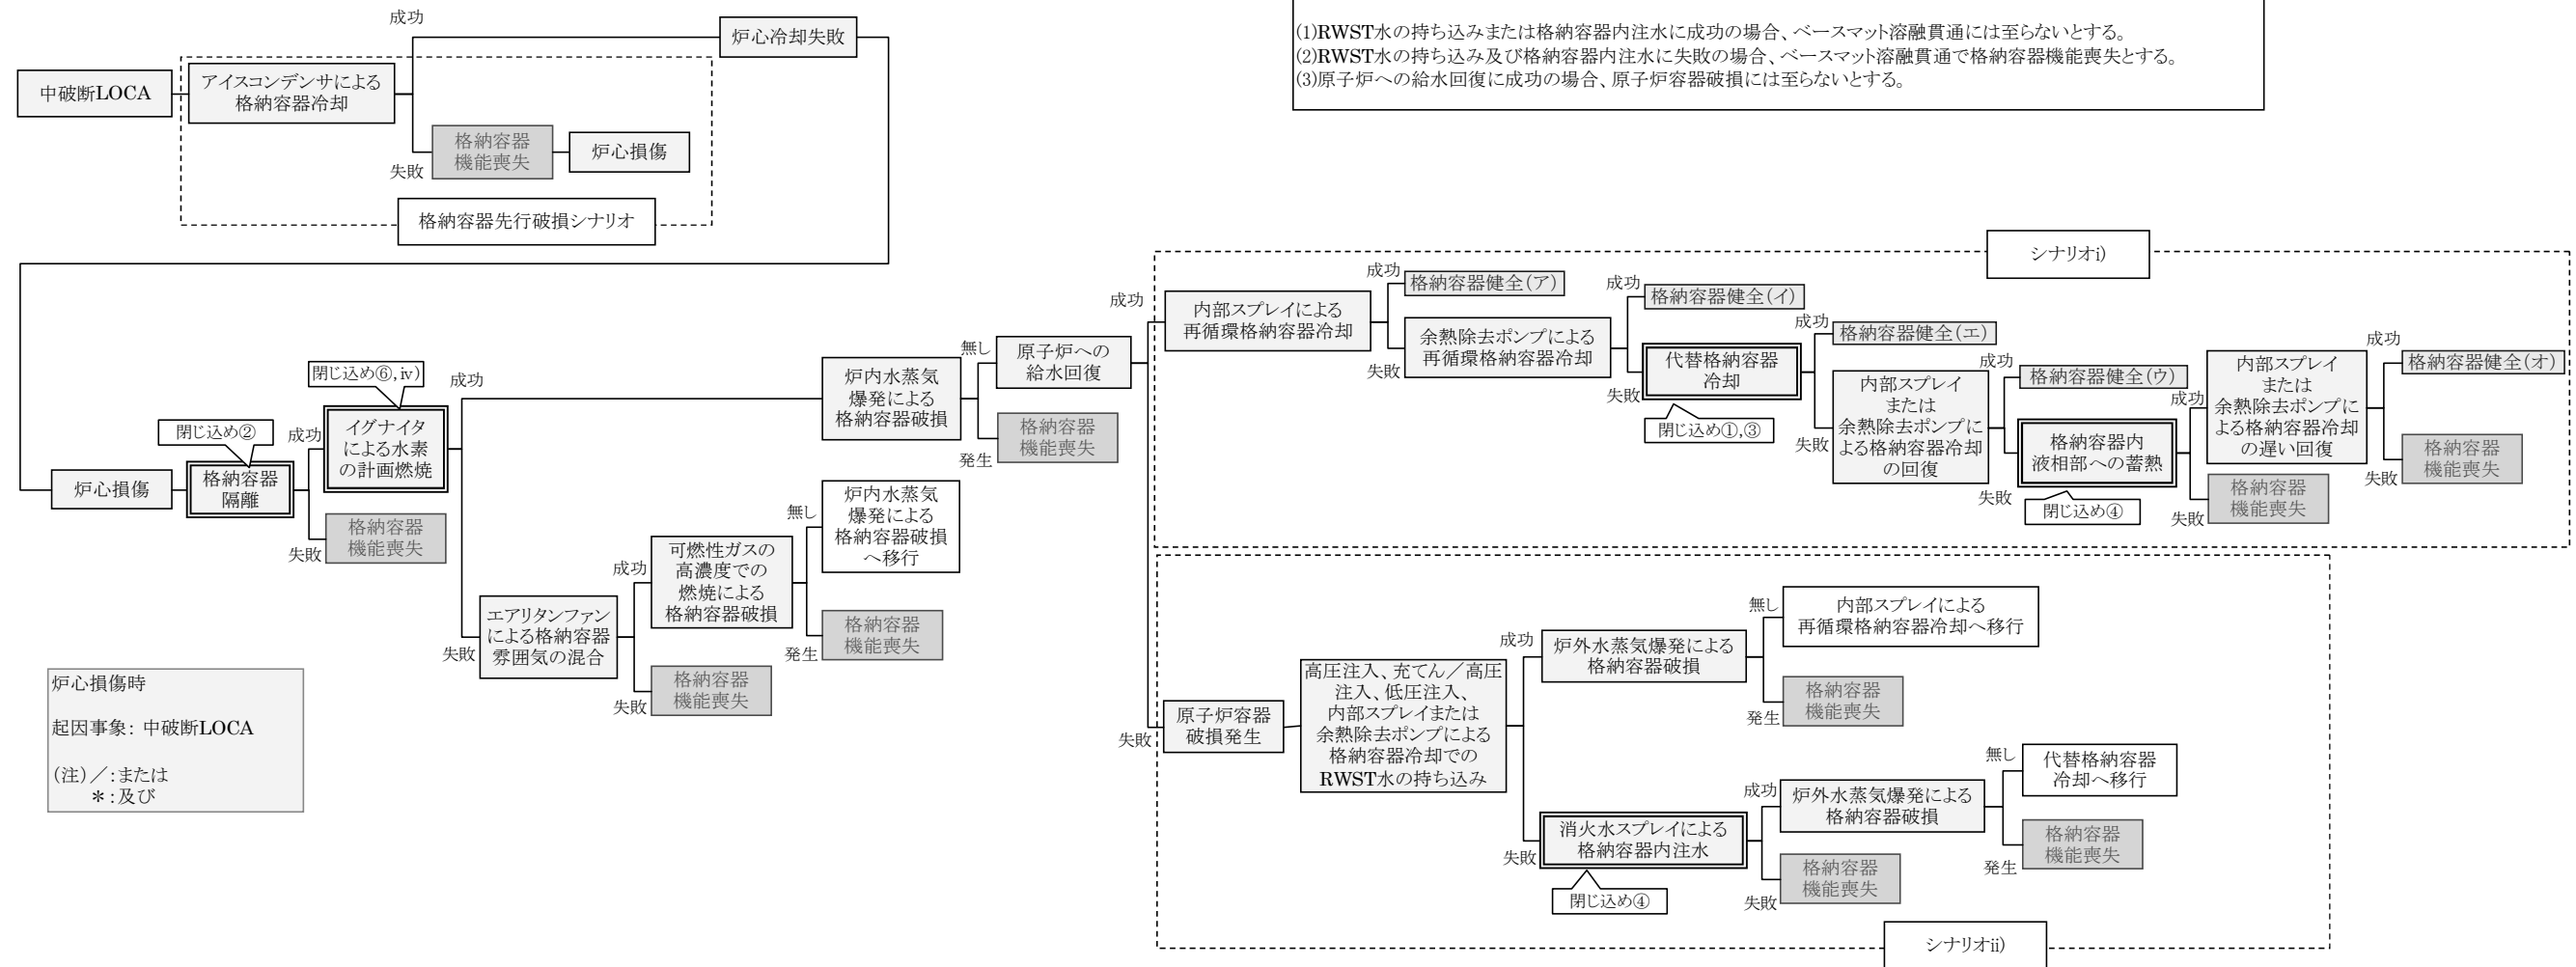 (1)RWST水の持ち込みまたは格納容器内注水に成功の場合、ベースマット溶融貫通には至らないとする。
(2)RWST水の持ち込み及び格納容器内注水に失敗の場合、ベースマット溶融貫通で格納容器機能喪失とする。
(3)原子炉への給水回復に成功の場合、原子炉容器破損には至らないとする。
中破断LOCA
アイスコンデンサによる
格納容器冷却
成功
炉心冷却失敗
失敗
格納容器
機能喪失
炉心損傷
格納容器先行破損シナリオ
炉心損傷
閉じ込め②
格納容器
隔離
成功
失敗
格納容器
機能喪失
閉じ込め⑥,ⅳ)
イグナイタ
による水素
の計画燃焼
成功
失敗
エアリタンファン
による格納容器
雰囲気の混合
成功
失敗
格納容器
機能喪失
可燃性ガスの
高濃度での
燃焼による
格納容器破損
無し
炉内水蒸気
爆発による
格納容器破損
へ移行
発生
格納容器
機能喪失
炉内水蒸気
爆発による
格納容器破損
無し
原子炉への
給水回復
発生
格納容器
機能喪失
成功
失敗
シナリオi)
内部スプレイによる
再循環格納容器冷却
成功
格納容器健全(ア)
失敗
余熱除去ポンプによる
再循環格納容器冷却
成功
格納容器健全(イ)
失敗
代替格納容器
冷却
閉じ込め①,③
成功
格納容器健全(エ)
失敗
内部スプレイ
または
余熱除去ポンプに
よる格納容器冷却
の回復
成功
格納容器健全(ウ)
失敗
格納容器内
液相部への蓄熱
閉じ込め④
成功
失敗
格納容器
機能喪失
内部スプレイ
または
余熱除去ポンプに
よる格納容器冷却
の遅い回復
成功
格納容器健全(オ)
失敗
格納容器
機能喪失
原子炉容器
破損発生
高圧注入、充てん／高圧
注入、低圧注入、
内部スプレイまたは
余熱除去ポンプによる
格納容器冷却での
RWST水の持ち込み
成功
炉外水蒸気爆発による
格納容器破損
無し
内部スプレイによる
再循環格納容器冷却へ移行
発生
格納容器
機能喪失
失敗
消火水スプレイによる
格納容器内注水
閉じ込め④
成功
炉外水蒸気爆発による
格納容器破損
無し
代替格納容器
冷却へ移行
発生
格納容器
機能喪失
失敗
格納容器
機能喪失
シナリオii)
炉心損傷時
起因事象: 中破断LOCA
(注)／:または
＊:及び